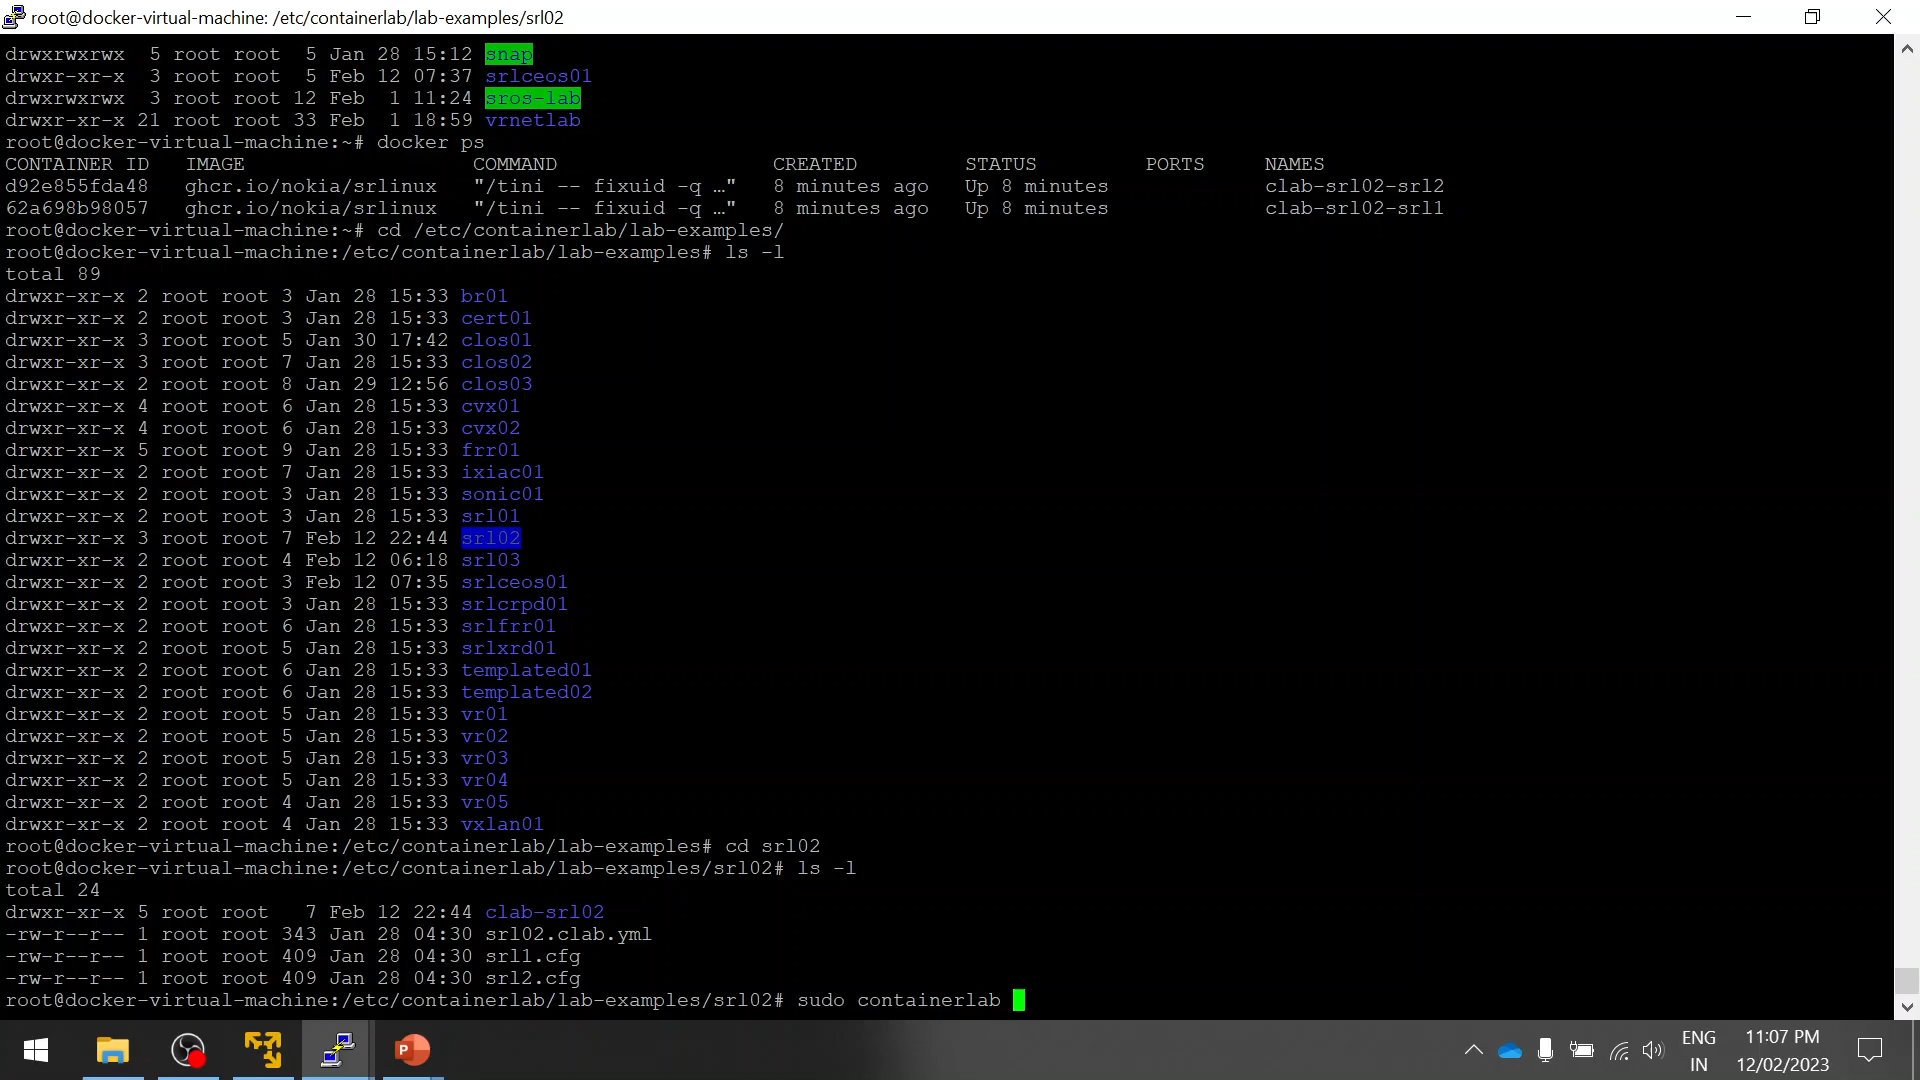 root@docker-virtual-machine: /etc/containerlab/lab-examples/srl02
drwxrwxrwx  5 root root  5 Jan 28 15:12 snap
drwxr-xr-x  3 root root  5 Feb 12 07:37 srlceos01
drwxrwxrwx  3 root root 12 Feb  1 11:24 sros-lab
drwxr-xr-x 21 root root 33 Feb  1 18:59 vrnetlab
root@docker-virtual-machine:~# docker ps
CONTAINER ID   IMAGE                   COMMAND                  CREATED         STATUS         PORTS     NAMES
d92e855fda48   ghcr.io/nokia/srlinux   "/tini -- fixuid -q …"   8 minutes ago   Up 8 minutes             clab-srl02-srl2
62a698b98057   ghcr.io/nokia/srlinux   "/tini -- fixuid -q …"   8 minutes ago   Up 8 minutes             clab-srl02-srl1
root@docker-virtual-machine:~# cd /etc/containerlab/lab-examples/
root@docker-virtual-machine:/etc/containerlab/lab-examples# ls -l
total 89
drwxr-xr-x 2 root root 3 Jan 28 15:33 br01
drwxr-xr-x 2 root root 3 Jan 28 15:33 cert01
drwxr-xr-x 3 root root 5 Jan 30 17:42 clos01
drwxr-xr-x 3 root root 7 Jan 28 15:33 clos02
drwxr-xr-x 2 root root 8 Jan 29 12:56 clos03
drwxr-xr-x 4 root root 6 Jan 28 15:33 cvx01
drwxr-xr-x 4 root root 6 Jan 28 15:33 cvx02
drwxr-xr-x 5 root root 9 Jan 28 15:33 frr01
drwxr-xr-x 2 root root 7 Jan 28 15:33 ixiac01
drwxr-xr-x 2 root root 3 Jan 28 15:33 sonic01
drwxr-xr-x 2 root root 3 Jan 28 15:33 srl01
drwxr-xr-x 3 root root 7 Feb 12 22:44 srl02
drwxr-xr-x 2 root root 4 Feb 12 06:18 srl03
drwxr-xr-x 2 root root 3 Feb 12 07:35 srlceos01
drwxr-xr-x 2 root root 3 Jan 28 15:33 srlcrpd01
drwxr-xr-x 2 root root 6 Jan 28 15:33 srlfrr01
drwxr-xr-x 2 root root 5 Jan 28 15:33 srlxrd01
drwxr-xr-x 2 root root 6 Jan 28 15:33 templated01
drwxr-xr-x 2 root root 6 Jan 28 15:33 templated02
drwxr-xr-x 2 root root 5 Jan 28 15:33 vr01
drwxr-xr-x 2 root root 5 Jan 28 15:33 vr02
drwxr-xr-x 2 root root 5 Jan 28 15:33 vr03
drwxr-xr-x 2 root root 5 Jan 28 15:33 vr04
drwxr-xr-x 2 root root 4 Jan 28 15:33 vr05
drwxr-xr-x 2 root root 4 Jan 28 15:33 vxlan01
root@docker-virtual-machine:/etc/containerlab/lab-examples# cd srl02
root@docker-virtual-machine:/etc/containerlab/lab-examples/srl02# ls -l
total 24
drwxr-xr-x 5 root root   7 Feb 12 22:44 clab-srl02
-rw-r--r-- 1 root root 343 Jan 28 04:30 srl02.clab.yml
-rw-r--r-- 1 root root 409 Jan 28 04:30 srl1.cfg
-rw-r--r-- 1 root root 409 Jan 28 04:30 srl2.cfg
root@docker-virtual-machine:/etc/containerlab/lab-examples/srl02# sudo containerlab
P
ENG
IN
11:07 PM
12/02/2023